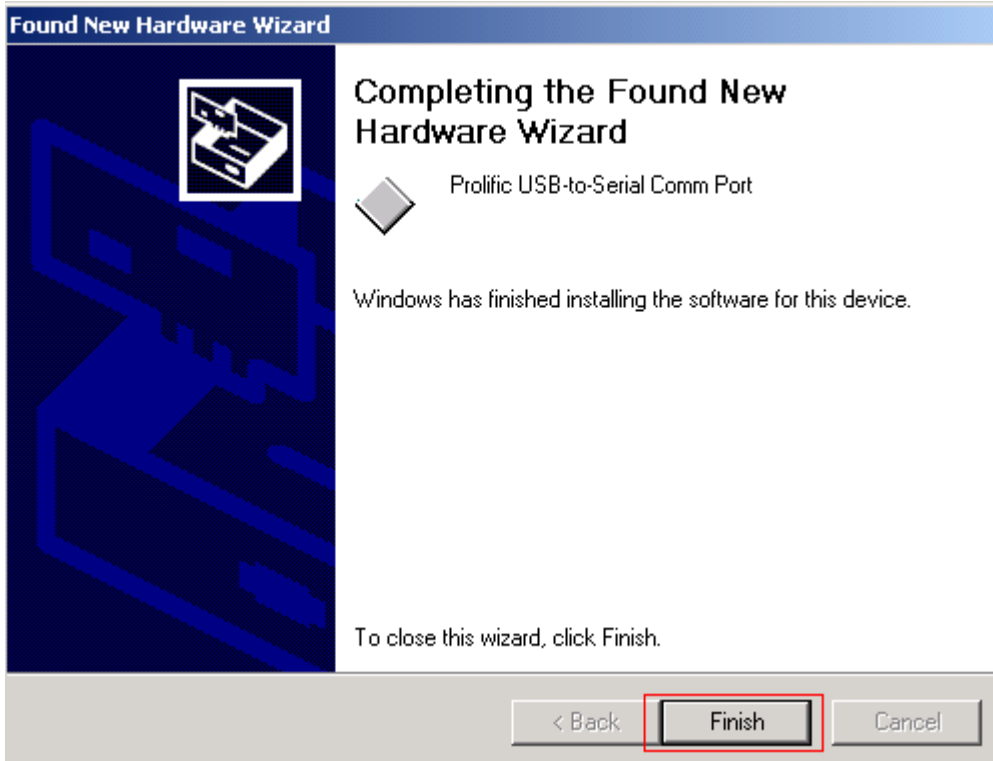 Found New Hardware Wizard
Completing the Found New
Hardware Wizard
Prolific USB-to-Serial Comm Port
Windows has finished installing the software for this device.
To close this wizard, click Finish.
< Back
Finish
Cancel